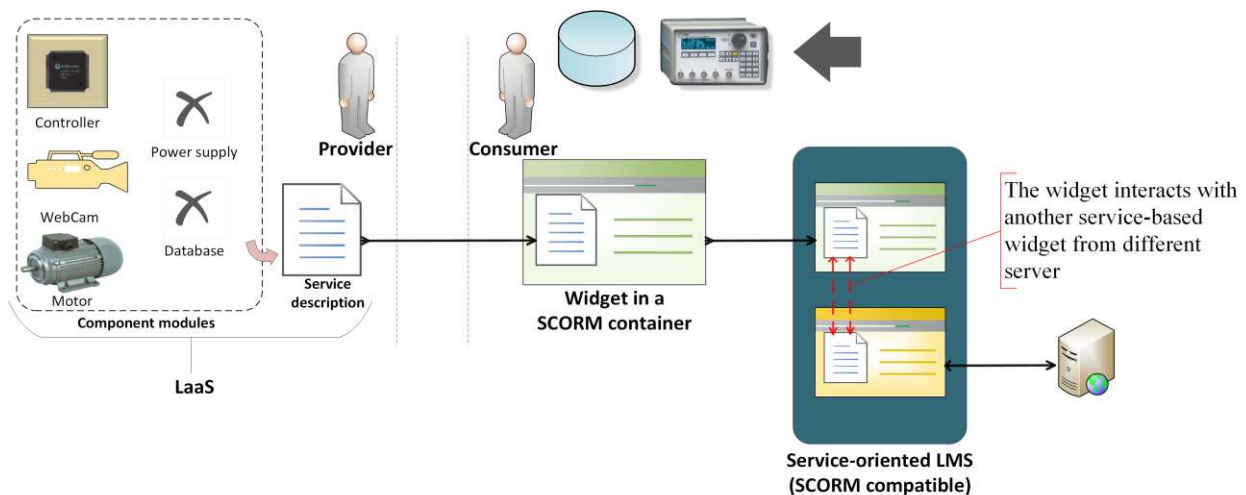 Controller
Power supply
WebCam
Database
Motor
Component modules
LaaS
Provider
Service
description
Consumer
Widget in a
SCORM container
The widget interacts with
another service-based
widget from different
server
Service-oriented LMS
(SCORM compatible)